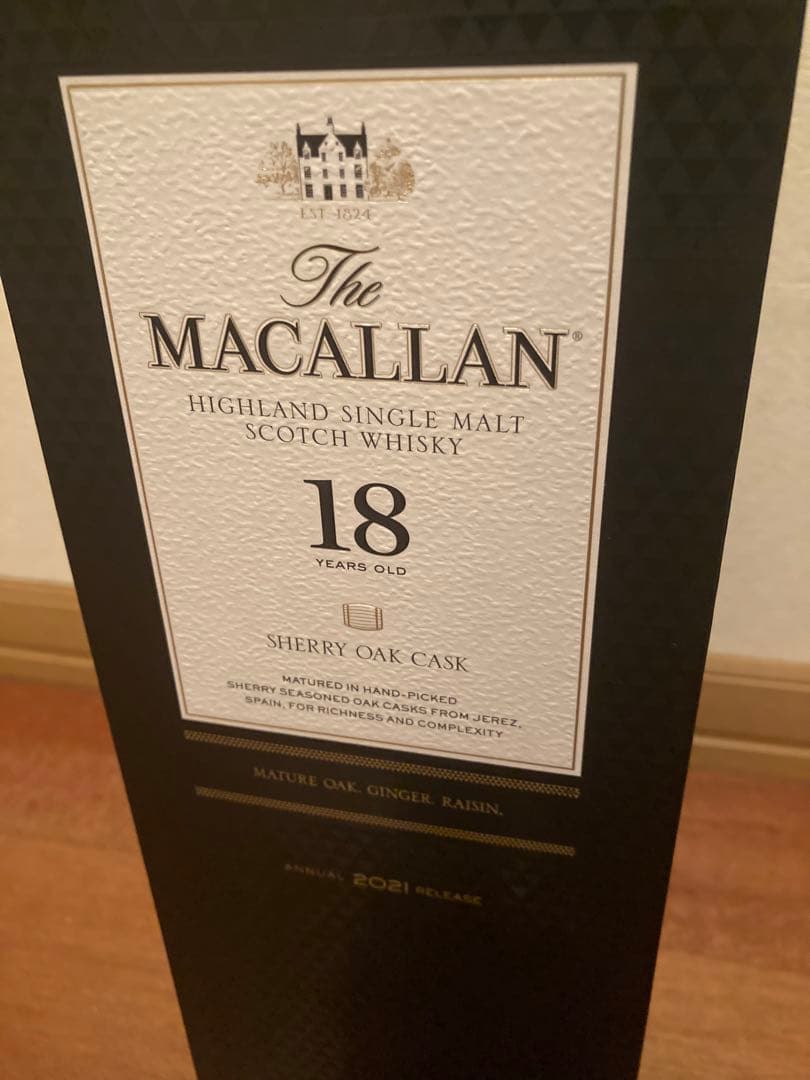 EST. 1824
The
MACALLAN®
HIGHLAND SINGLE MALT
SCOTCH WHISKY
18
YEARS OLD
SHERRY OAK CASK
MATURED IN HAND-PICKED
SHERRY SEASONED OAK CASKS FROM JEREZ,
SPAIN, FOR RICHNESS AND COMPLEXITY
MATURE OAK. GINGER. RAISIN.
ANNUAL 2021 RELEASE